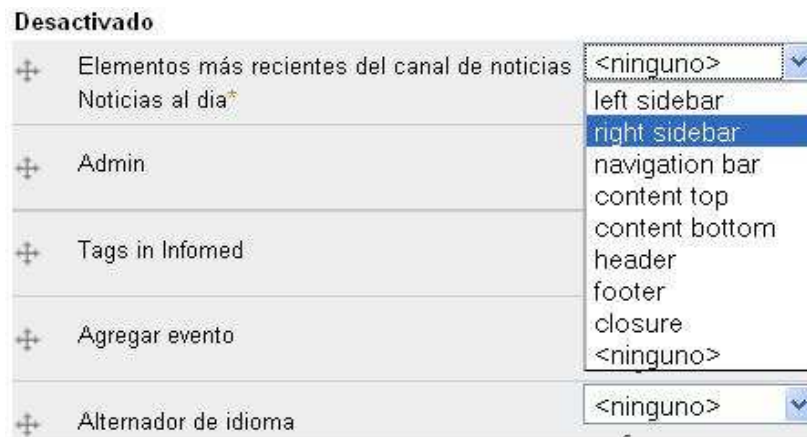 Desactivado
Elementos más recientes del canal de noticias
Noticias al dia*
<ninguno>
left sidebar
right sidebar
navigation bar
content top
content bottom
header
footer
closure
<ninguno>
Admin
Tags in Infomed
Agregar evento
Alternador de idioma
<ninguno>